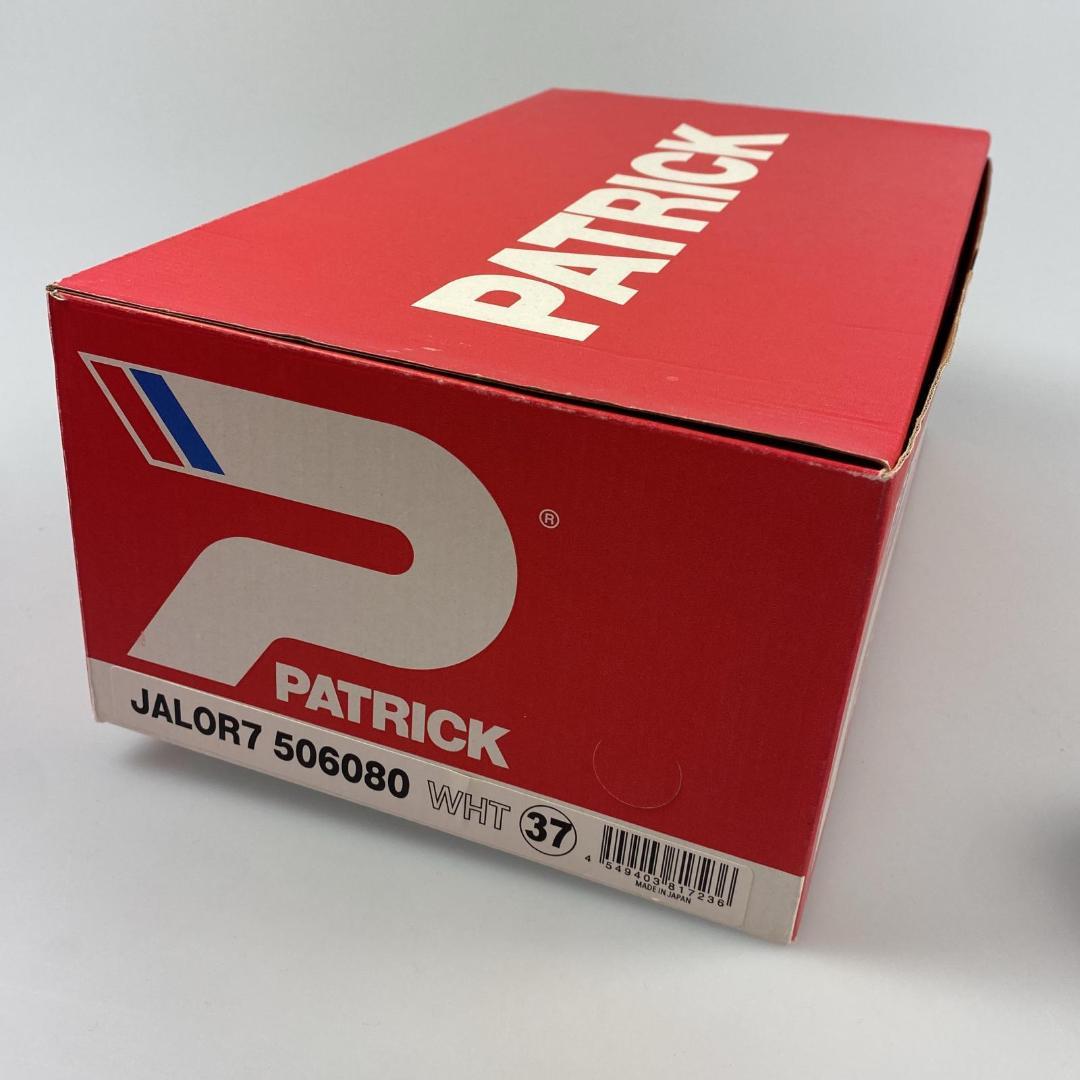 PATRICK
®
PATRICK
JALOR7 506080 WHT 37
4 549403 817236
MADE IN JAPAN